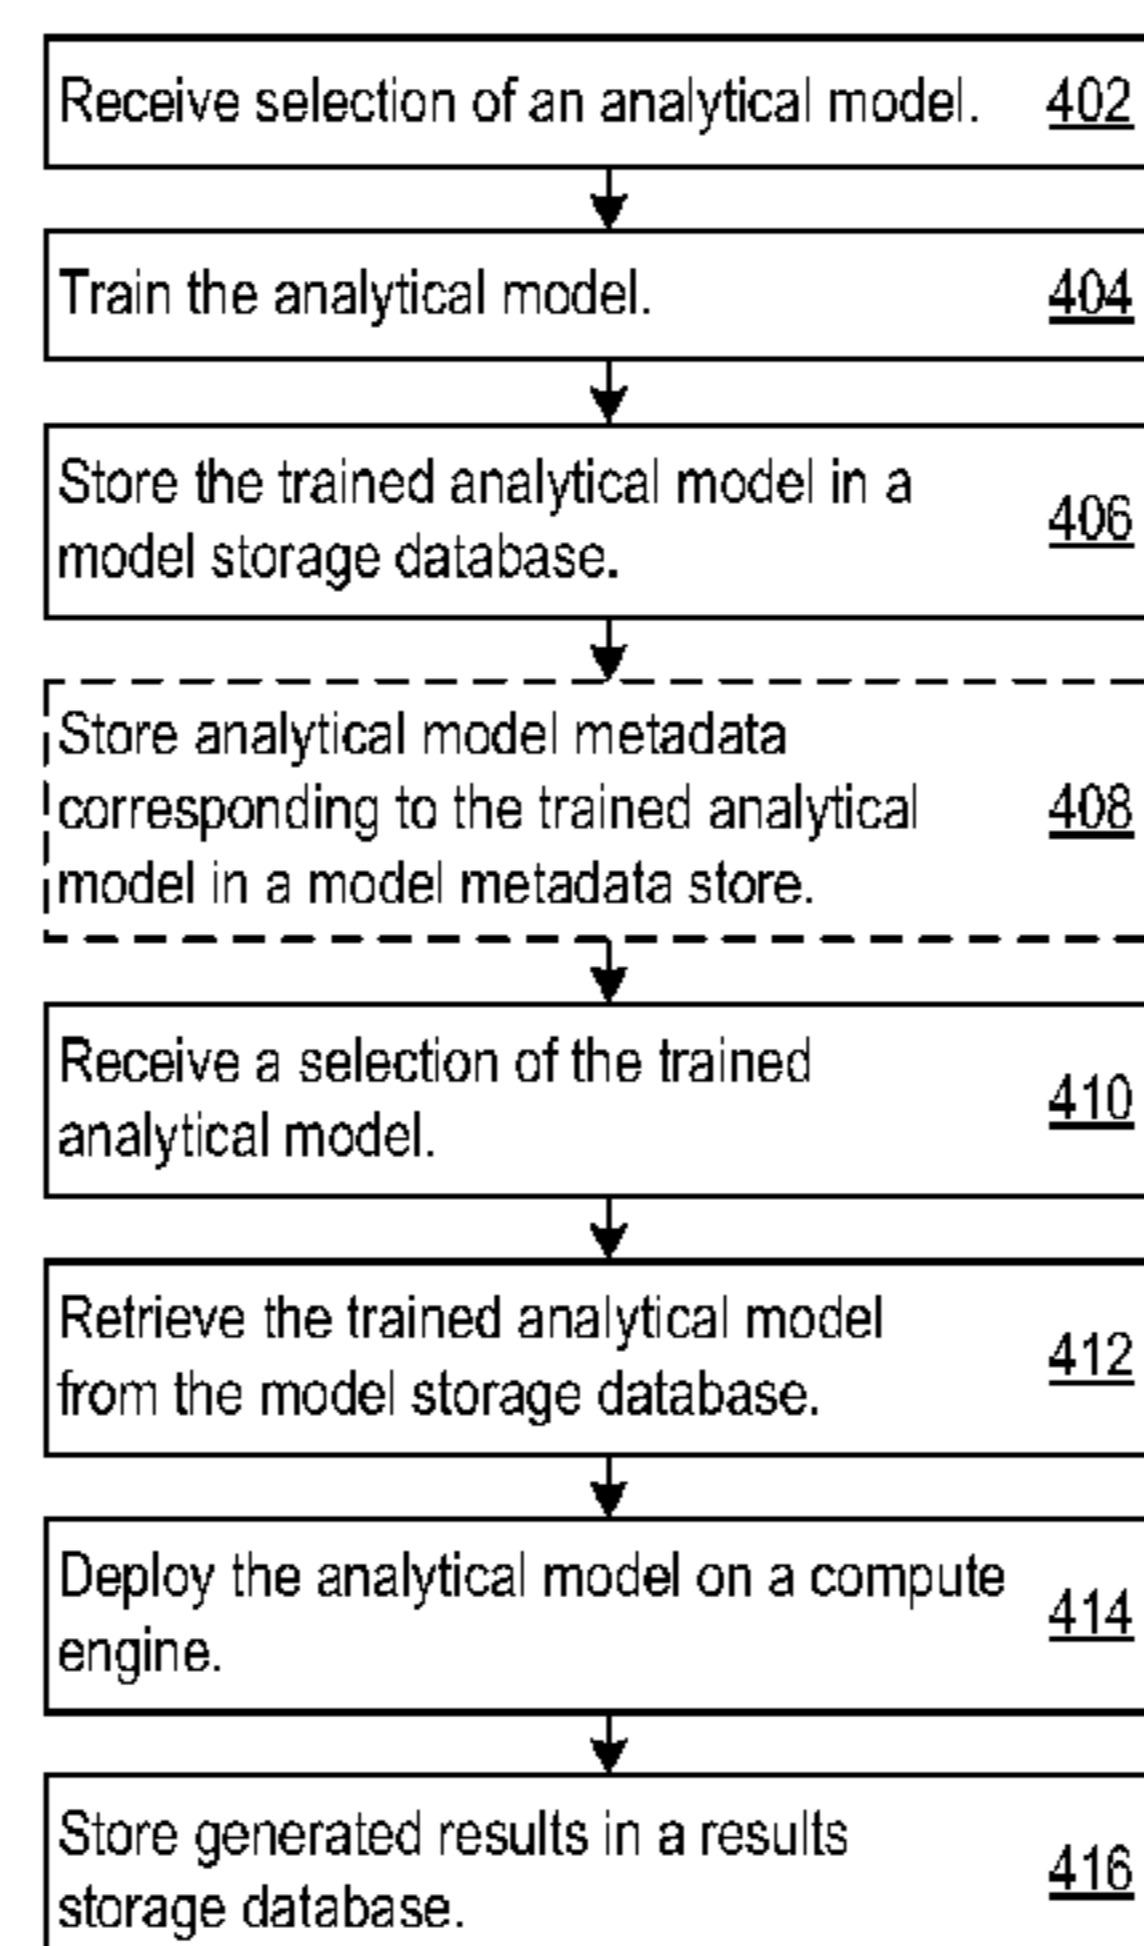 Receive selection of an analytical model. 402
Train the analytical model. 404
Store the trained analytical model in a
model storage database. 406
Store analytical model metadata
corresponding to the trained analytical 408
model in a model metadata store.
Receive a selection of the trained
analytical model. 410
Retrieve the trained analytical model
from the model storage database. 412
Deploy the analytical model on a compute
engine. 414
Store generated results in a results
storage database. 416